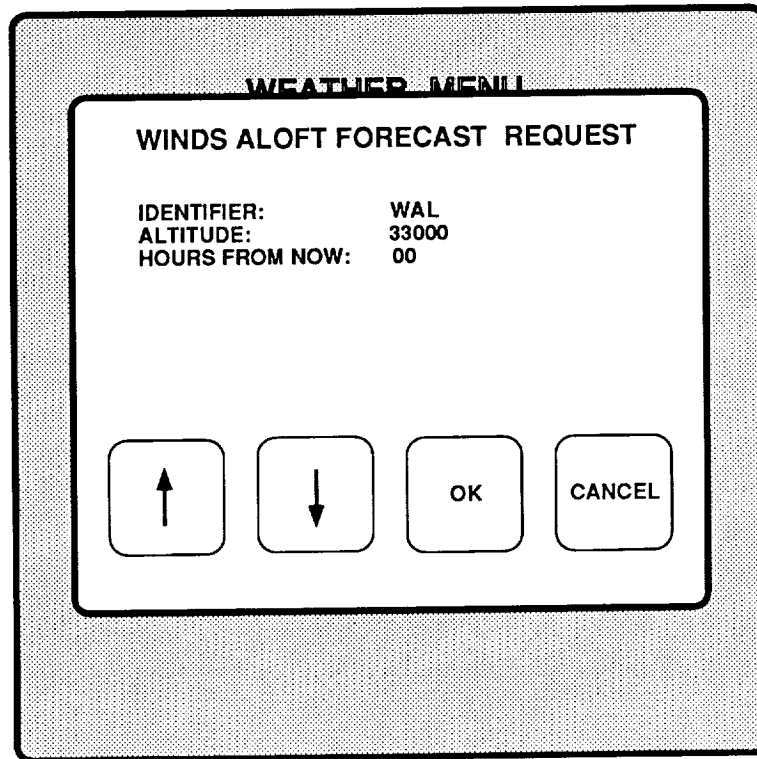 WEATHER MENU
WINDS ALOFT FORECAST REQUEST
IDENTIFIER: WAL
ALTITUDE: 33000
HOURS FROM NOW: 00
OK
CANCEL